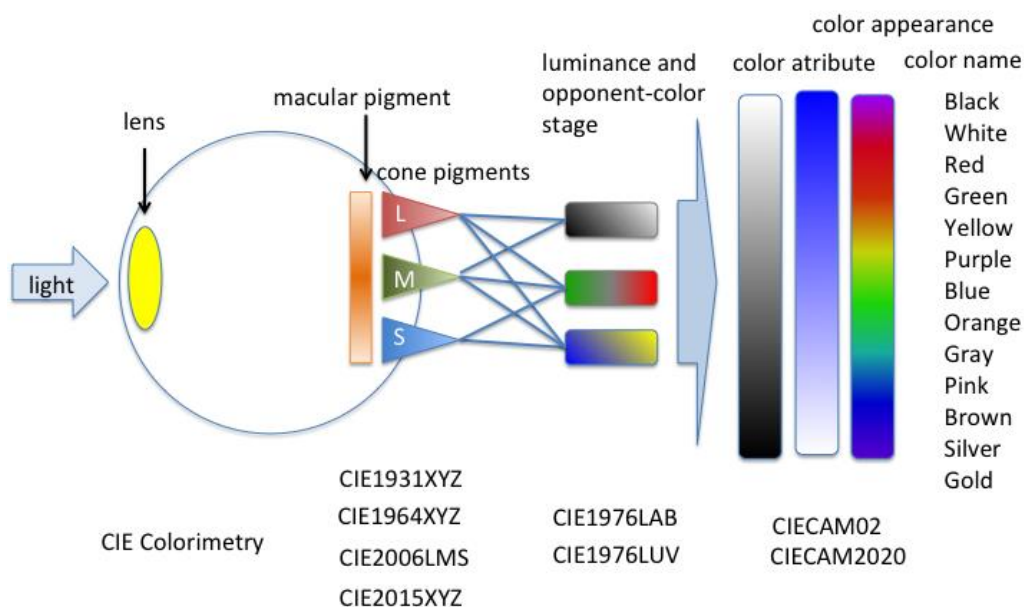 color appearance
luminance and
opponent-color
stage
color atribute
color name
macular pigment
lens
cone pigments
light
L
M
S
Black
White
Red
Green
Yellow
Purple
Blue
Orange
Gray
Pink
Brown
Silver
Gold
CIE Colorimetry
CIE1931XYZ
CIE1964XYZ
CIE2006LMS
CIE2015XYZ
CIE1976LAB
CIE1976LUV
CIECAM02
CIECAM2020